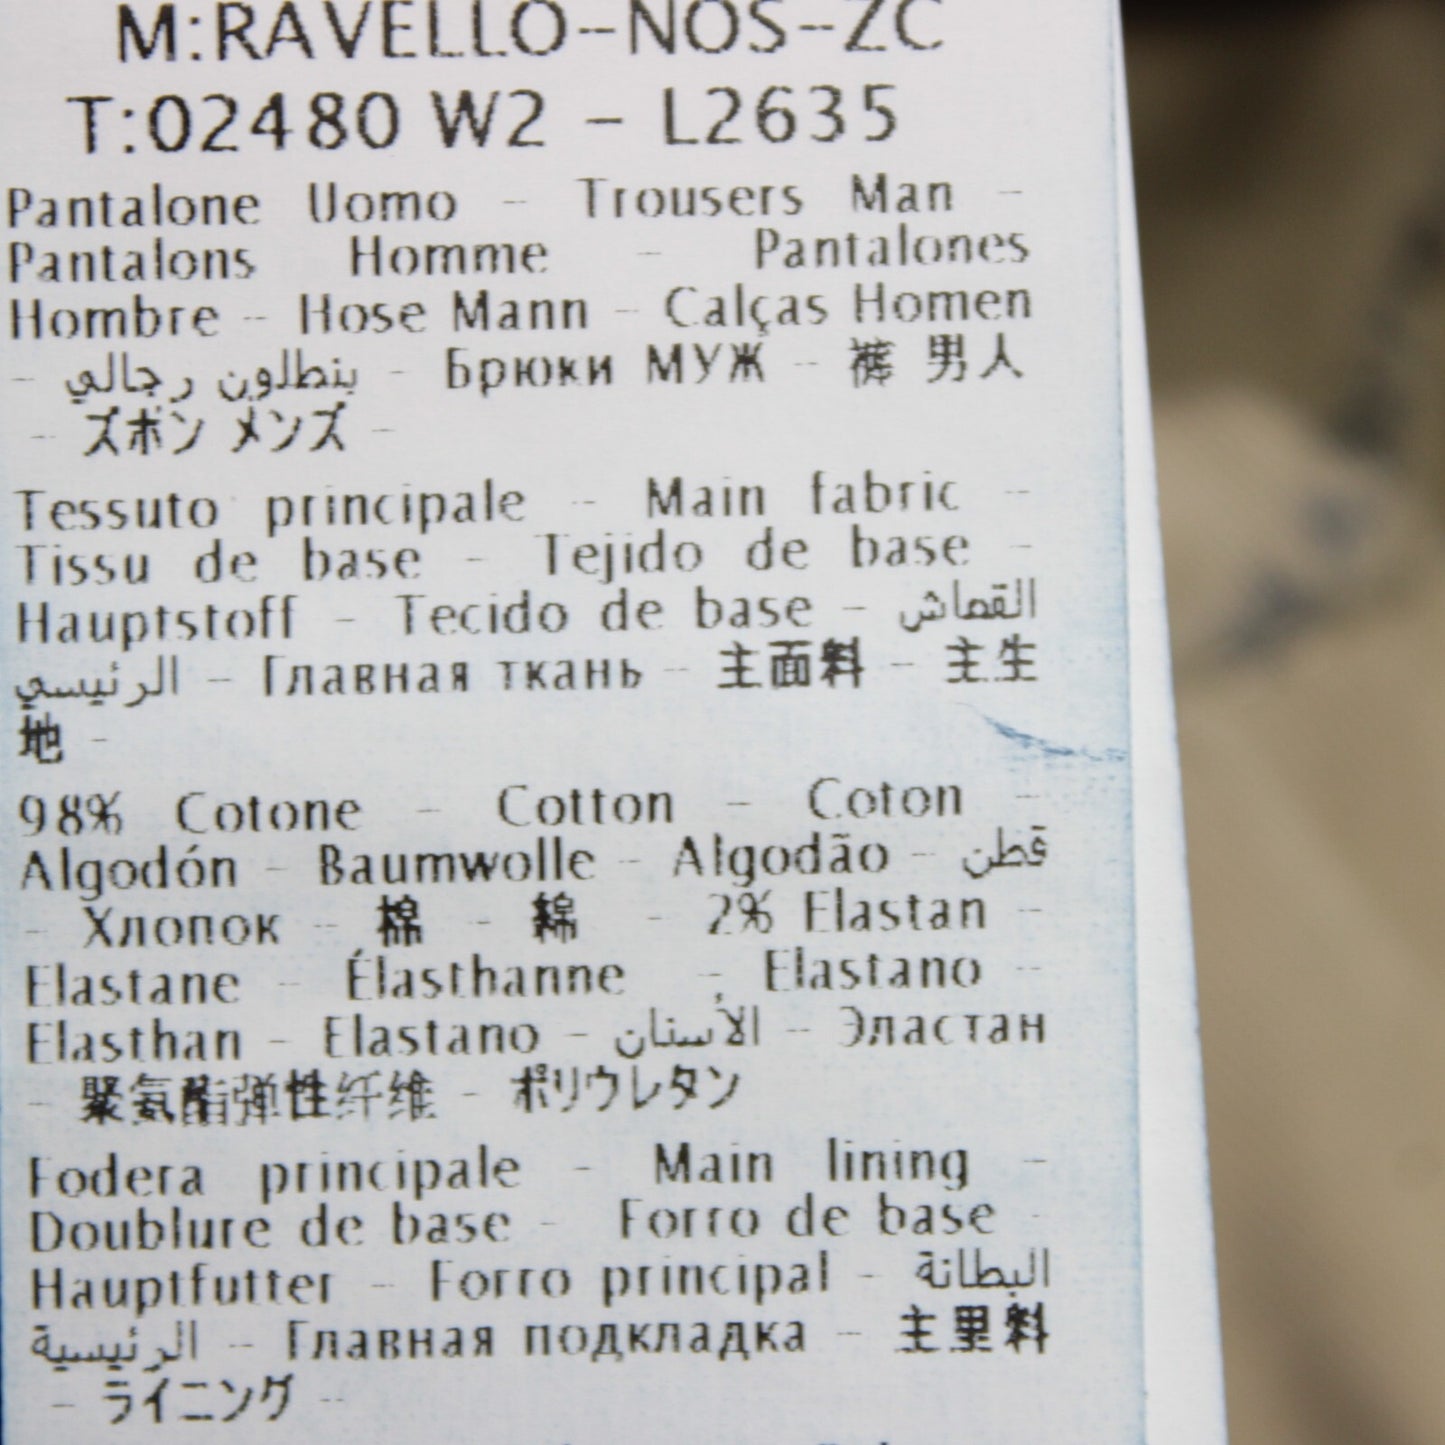 M:RAVELLO-NOS-ZC
T:02480 W2 - L2635
Pantalone Uomo - Trousers Man -
Pantalons Homme - Pantalones
Hombre - Hose Mann - Calças Homen
- بنطلون رجالي - Брюки МУЖ - 裤 男人
- ズボン メンズ -
Tessuto principale - Main fabric -
Tissu de base - Tejido de base -
Hauptstoff - Tecido de base - القماش
الرئيسي - Главная ткань - 主面料 - 主生
地 -
98% Cotone - Cotton - Coton -
Algodón - Baumwolle - Algodão - قطن
- Хлопок - 棉 - 綿 - 2% Elastan -
Elastane - Élasthanne - Elastano -
Elasthan - Elastano - الأسنان - Эластан
- 聚氨酯弹性纤维 - ポリウレタン
Fodera principale - Main lining -
Doublure de base - Forro de base -
Hauptfutter - Forro principal - البطانة
الرئيسية - Главная подкладка - 主里料
- ライニング -